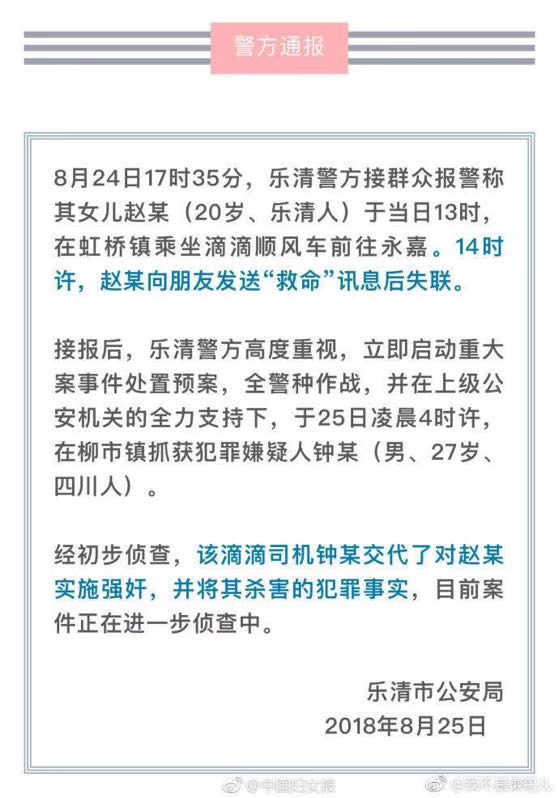 警方通报
8月24日17时35分，乐清警方接群众报警称
其女儿赵某（20岁、乐清人）于当日13时，
在虹桥镇乘坐滴滴顺风车前往永嘉。14时
许，赵某向朋友发送“救命”讯息后失联。
接报后，乐清警方高度重视，立即启动重大
案事件处置预案，全警种作战，并在上级公
安机关的全力支持下，于25日凌晨4时许，
在柳市镇抓获犯罪嫌疑人钟某（男、27岁、
四川人）。
经初步侦查，该滴滴司机钟某交代了对赵某
实施强奸，并将其杀害的犯罪事实，目前案
件正在进一步侦查中。
乐清市公安局
2018年8月25日
@中国妇女报